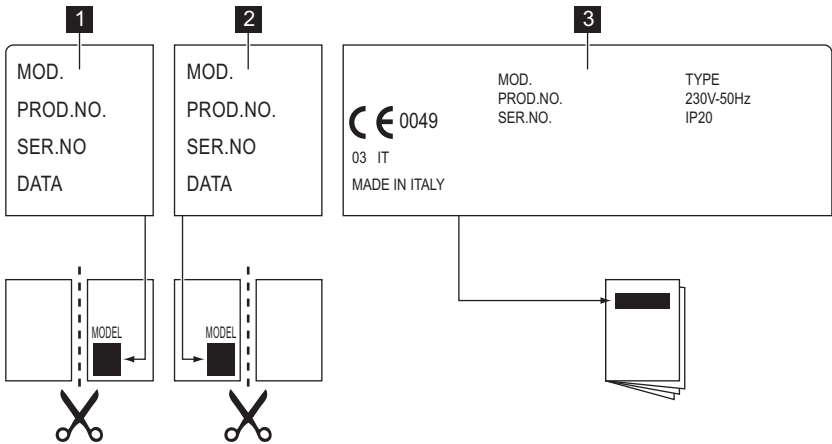 1
MOD.
PROD.NO.
SER.NO
DATA
MODEL
2
MOD.
PROD.NO.
SER.NO
DATA
MODEL
3
CE 0049
03 IT
MADE IN ITALY
MOD.
PROD.NO.
SER.NO.
TYPE
230V-50Hz
IP20